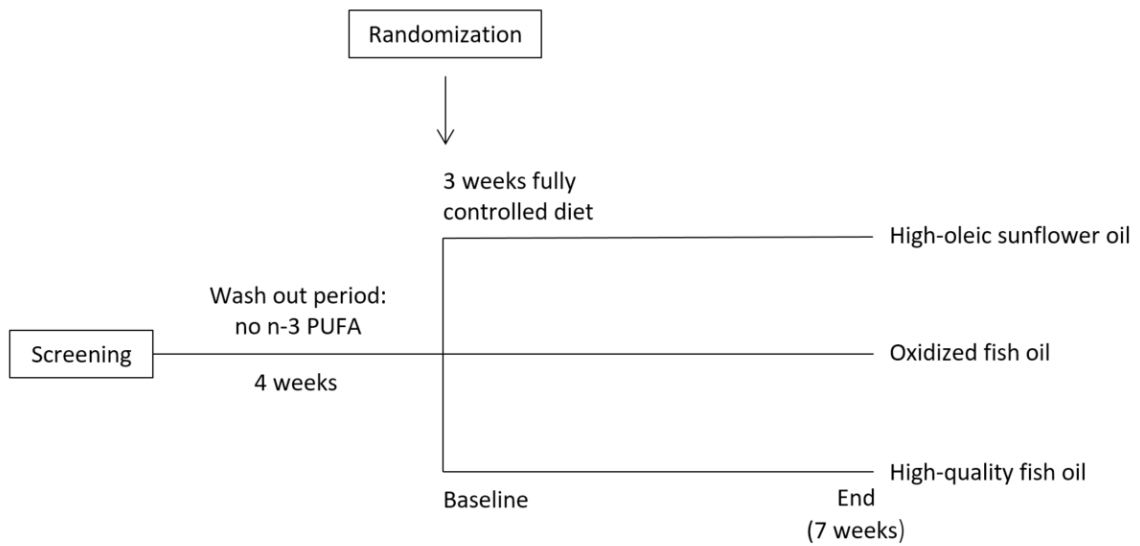 Randomization
3 weeks fully
controlled diet
High-oleic sunflower oil
Wash out period:
no n-3 PUFA
Screening
4 weeks
Oxidized fish oil
High-quality fish oil
Baseline
End
(7 weeks)